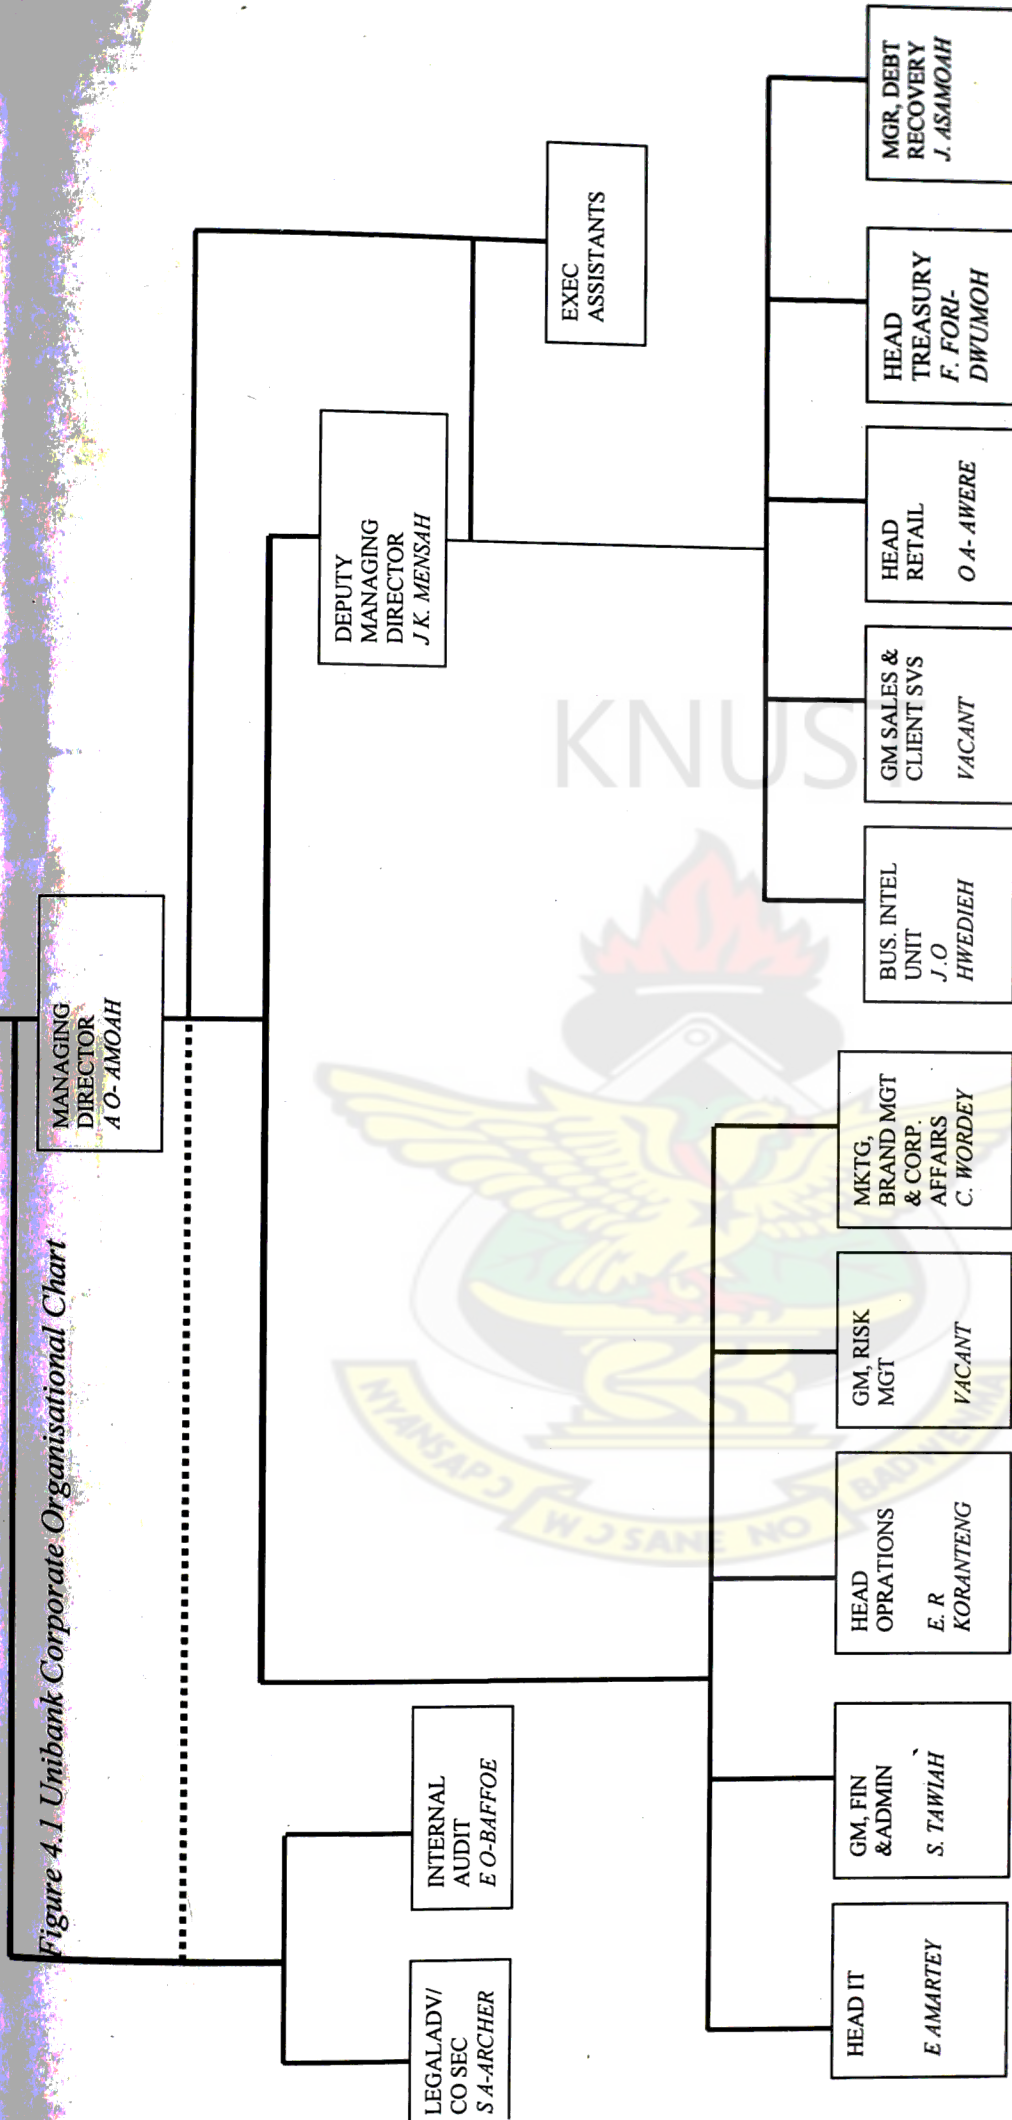 Figure 4.1 Unibank Corporate Organisational Chart
MANAGING
DIRECTOR
A O- AMOAH
DEPUTY
MANAGING
DIRECTOR
J K. MENSAH
EXEC
ASSISTANTS
LEGALADV/
CO SEC
S A-ARCHER
INTERNAL
AUDIT
E O-BAFFOE
HEAD IT
E AMARTEY
GM, FIN
&ADMIN
S. TAWIAH
HEAD
OPRATIONS
E. R
KORANTENG
GM, RISK
MGT
VACANT
MKTG,
BRAND MGT
& CORP.
AFFAIRS
C. WORDEY
BUS. INTEL
UNIT
J.O
HWEDIEH
GM SALES &
CLIENT SVS
VACANT
HEAD
RETAIL
O A- AWERE
HEAD
TREASURY
F. FORI-
DWUMOH
MGR, DEBT
RECOVERY
J. ASAMOAH
KNUST
NYANSAPƆ
WƆSANE NO
BADWENMA